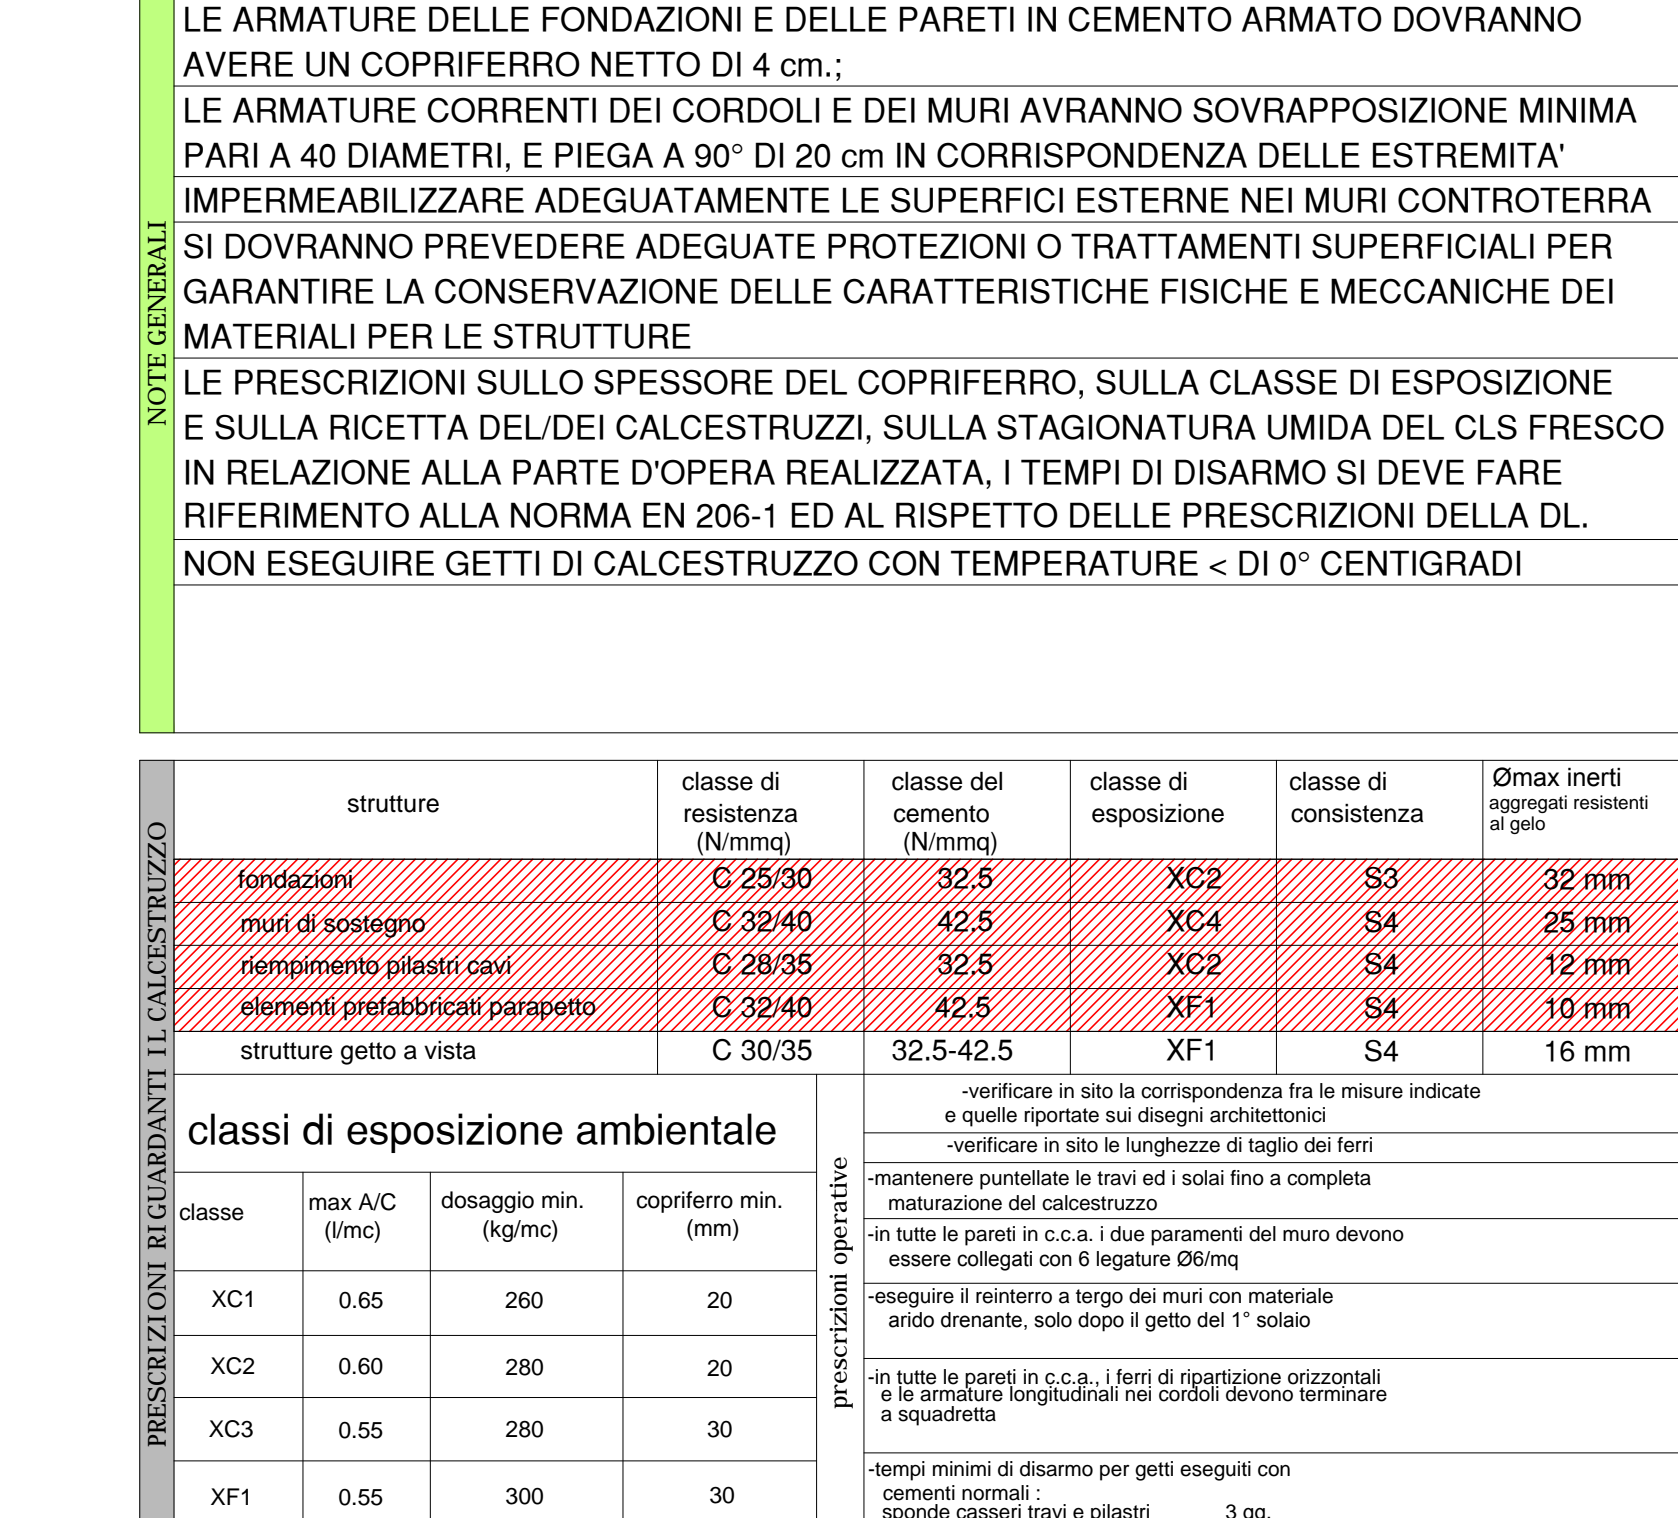 LE ARMATURE DELLE FONDAZIONI E DELLE PARETI IN CEMENTO ARMATO DOVRANNO
AVERE UN COPRIFERRO NETTO DI 4 cm.;
LE ARMATURE CORRENTI DEI CORDOLI E DEI MURI AVRANNO SOVRAPPOSIZIONE MINIMA
PARI A 40 DIAMETRI, E PIEGA A 90° DI 20 cm IN CORRISPONDENZA DELLE ESTREMITA'
IMPERMEABILIZZARE ADEGUATAMENTE LE SUPERFICI ESTERNE NEI MURI CONTROTERRA
SI DOVRANNO PREVEDERE ADEGUATE PROTEZIONI O TRATTAMENTI SUPERFICIALI PER
GARANTIRE LA CONSERVAZIONE DELLE CARATTERISTICHE FISICHE E MECCANICHE DEI
MATERIALI PER LE STRUTTURE
LE PRESCRIZIONI SULLO SPESSORE DEL COPRIFERRO, SULLA CLASSE DI ESPOSIZIONE
E SULLA RICETTA DEL/DEI CALCESTRUZZI, SULLA STAGIONATURA UMIDA DEL CLS FRESCO
IN RELAZIONE ALLA PARTE D'OPERA REALIZZATA, I TEMPI DI DISARMO SI DEVE FARE
RIFERIMENTO ALLA NORMA EN 206-1 ED AL RISPETTO DELLE PRESCRIZIONI DELLA DL.
NON ESEGUIRE GETTI DI CALCESTRUZZO CON TEMPERATURE < DI 0° CENTIGRADI
NOTE GENERALI
PRESCRIZIONI RIGUARDANTI IL CALCESTRUZZO
strutture
classe di
resistenza
(N/mmq)
classe del
cemento
(N/mmq)
classe di
esposizione
classe di
consistenza
Ømax inerti
aggregati resistenti
al gelo
fondazioni C 25/30 32.5 XC2 S3 32 mm
muri di sostegno C 32/40 42.5 XC4 S4 25 mm
riempimento pilastri cavi C 28/35 32.5 XC2 S4 12 mm
elementi prefabbricati parapetto C 32/40 42.5 XF1 S4 10 mm
strutture getto a vista C 30/35 32.5-42.5 XF1 S4 16 mm
classi di esposizione ambientale
classe
max A/C
(l/mc)
dosaggio min.
(kg/mc)
copriferro min.
(mm)
XC1 0.65 260 20
XC2 0.60 280 20
XC3 0.55 280 30
XF1 0.55 300 30
prescrizioni operative
-verificare in sito la corrispondenza fra le misure indicate
e quelle riportate sui disegni architettonici
-verificare in sito le lunghezze di taglio dei ferri
-mantenere puntellate le travi ed i solai fino a completa
maturazione del calcestruzzo
-in tutte le pareti in c.c.a. i due paramenti del muro devono
essere collegati con 6 legature Ø6/mq
-eseguire il reinterro a tergo dei muri con materiale
arido drenante, solo dopo il getto del 1° solaio
-in tutte le pareti in c.c.a., i ferri di ripartizione orizzontali
e le armature longitudinali nei cordoli devono terminare
a squadretta
-tempi minimi di disarmo per getti eseguiti con
cementi normali :
sponde casseri travi e pilastri 3 gg.